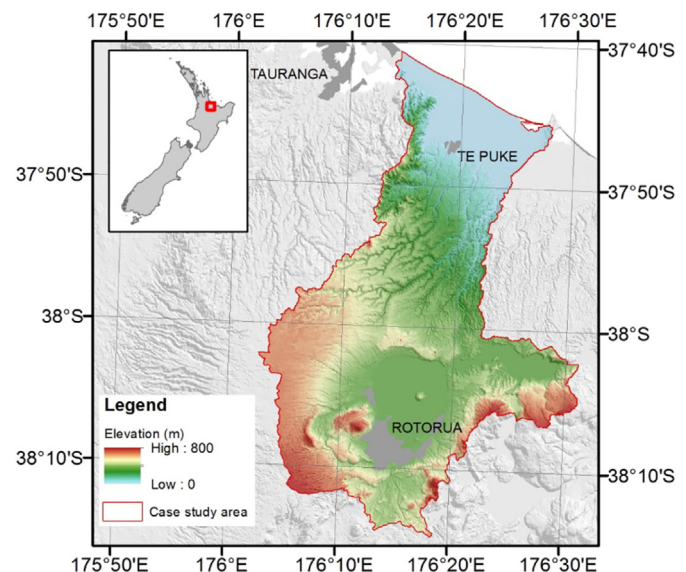 175°50'E 176°E 176°10'E 176°20'E 176°30'E
37°40'S
TAURANGA
TE PUKE
37°50'S
37°50'S
38°S
38°S
Legend
Elevation (m)
High : 800
Low : 0
Case study area
ROTORUA
38°10'S
38°10'S
175°50'E 176°E 176°10'E 176°20'E 176°30'E